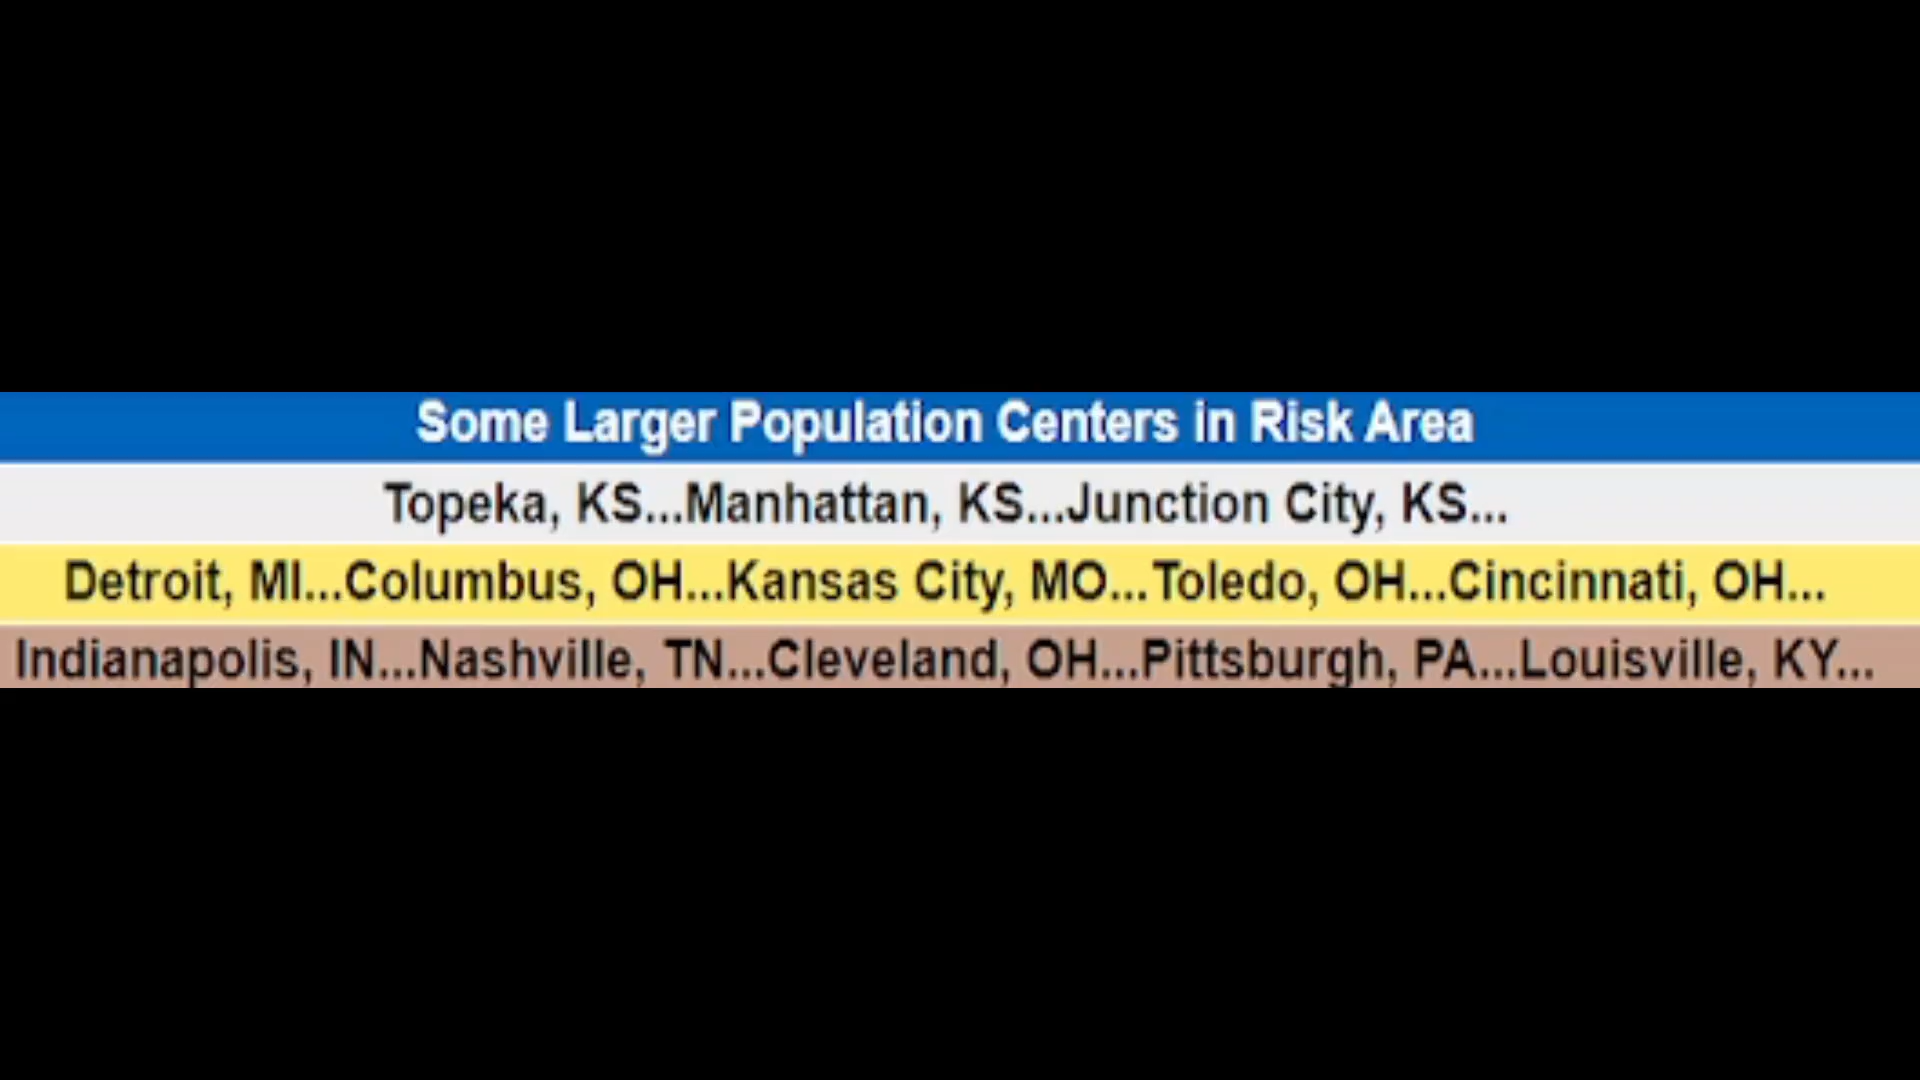 Some Larger Population Centers in Risk Area
Topeka, KS...Manhattan, KS...Junction City, KS...
Detroit, MI...Columbus, OH...Kansas City, MO...Toledo, OH...Cincinnati, OH...
Indianapolis, IN...Nashville, TN...Cleveland, OH...Pittsburgh, PA...Louisville, KY...